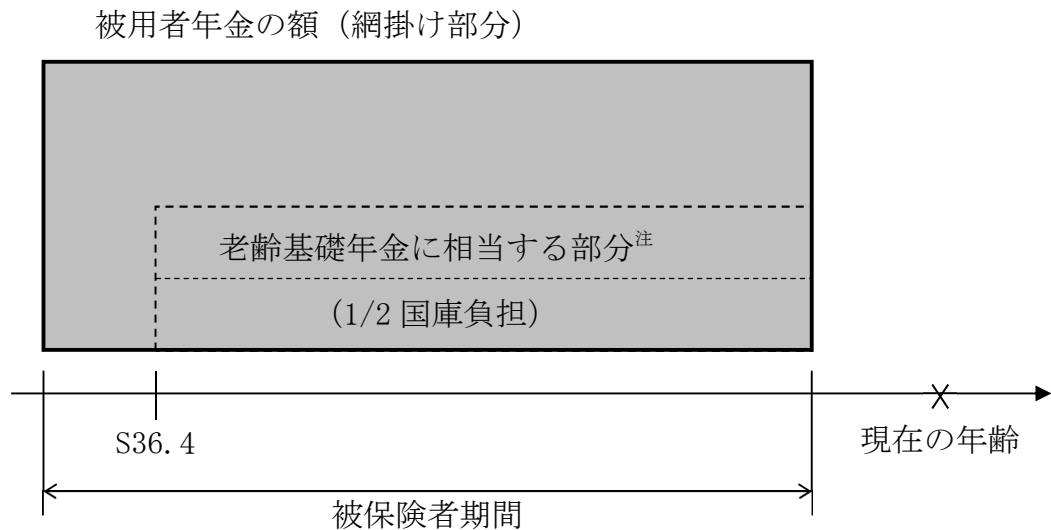 被用者年金の額（網掛け部分）
老齢基礎年金に相当する部分注
（1/2 国庫負担）
S36.4
現在の年齢
被保険者期間